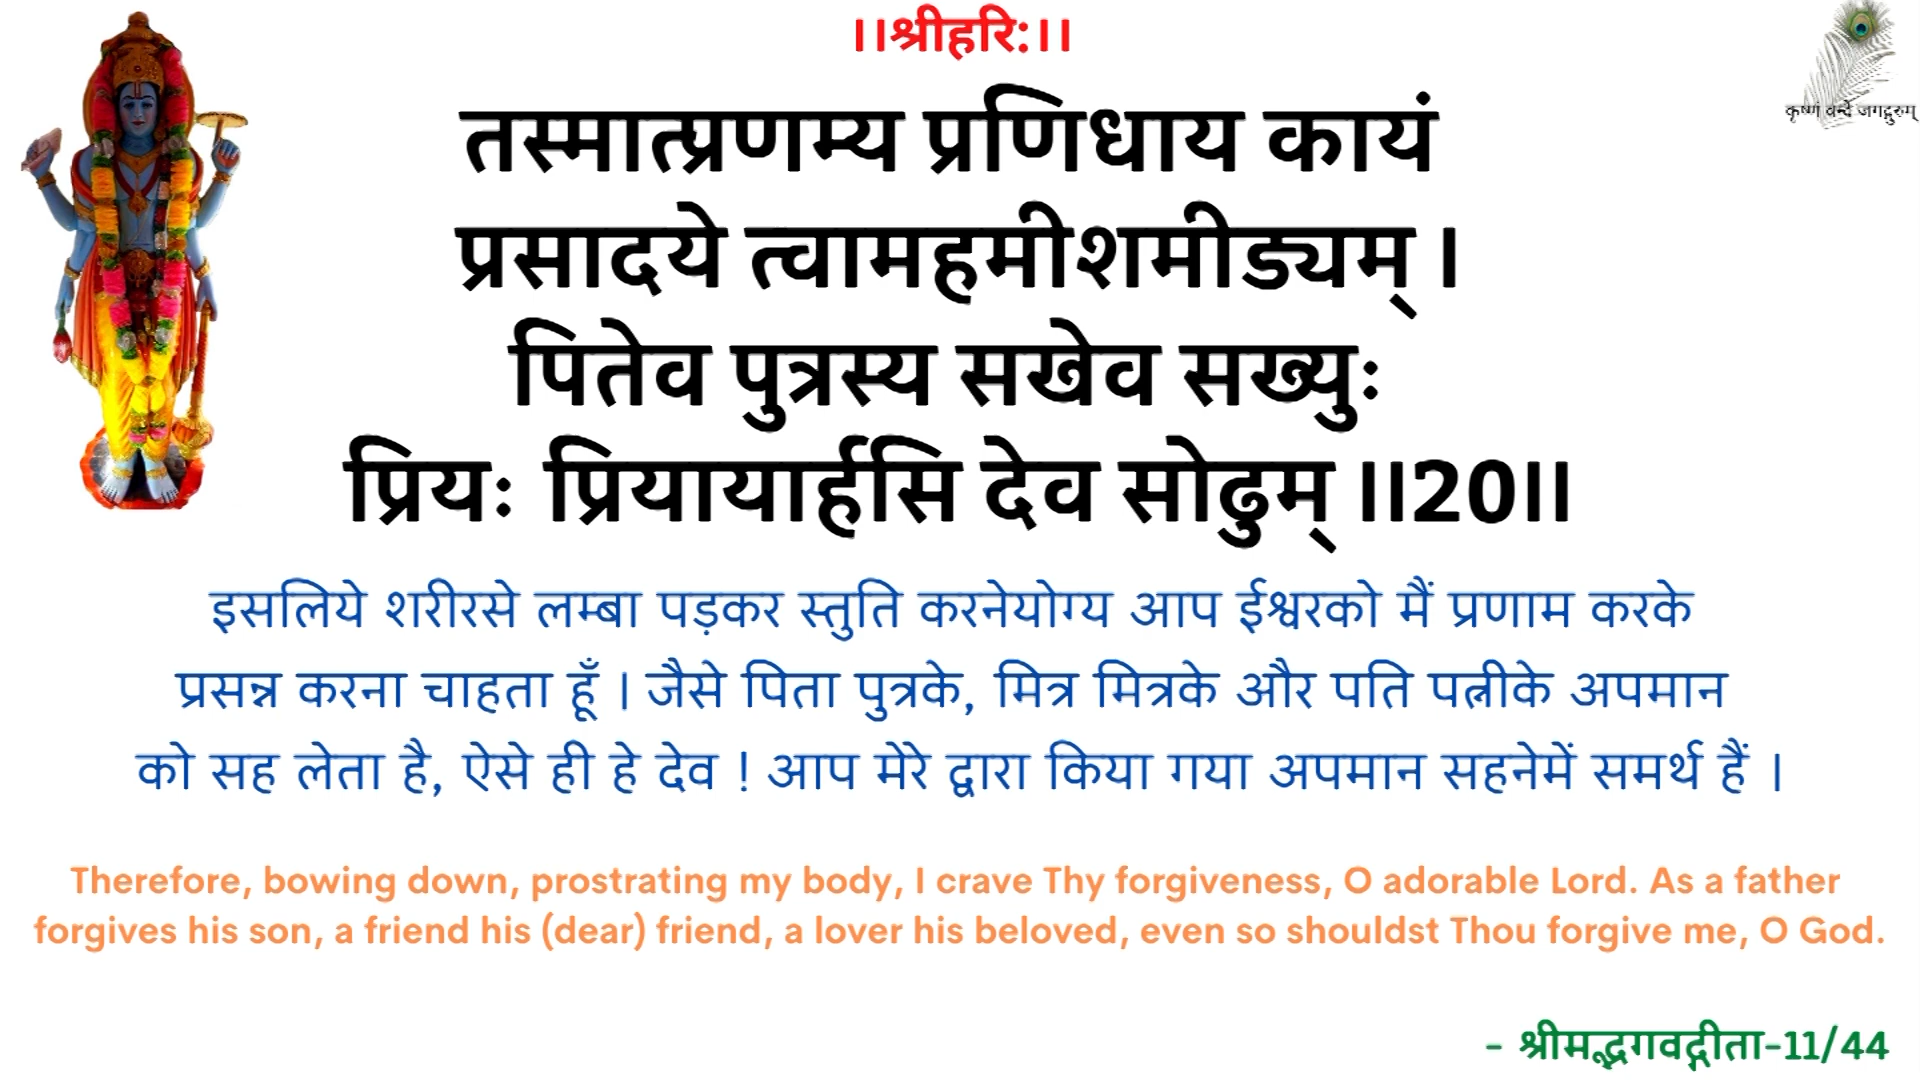 ।।श्रीहरि:।।
कृष्णं वन्दे जगद्गुरुम्
तस्मात्प्रणम्य प्रणिधाय कायं
प्रसादये त्वामहमीशमीड्यम् ।
पितेव पुत्रस्य सखेव सख्युः
प्रियः प्रियायार्हसि देव सोढुम् ।।20।।
इसलिये शरीरसे लम्बा पड़कर स्तुति करनेयोग्य आप ईश्वरको मैं प्रणाम करके
प्रसन्न करना चाहता हूँ । जैसे पिता पुत्रके, मित्र मित्रके और पति पत्नीके अपमान
को सह लेता है, ऐसे ही हे देव ! आप मेरे द्वारा किया गया अपमान सहनेमें समर्थ हैं ।
Therefore, bowing down, prostrating my body, I crave Thy forgiveness, O adorable Lord. As a father
forgives his son, a friend his (dear) friend, a lover his beloved, even so shouldst Thou forgive me, O God.
- श्रीमद्भगवद्गीता-11/44